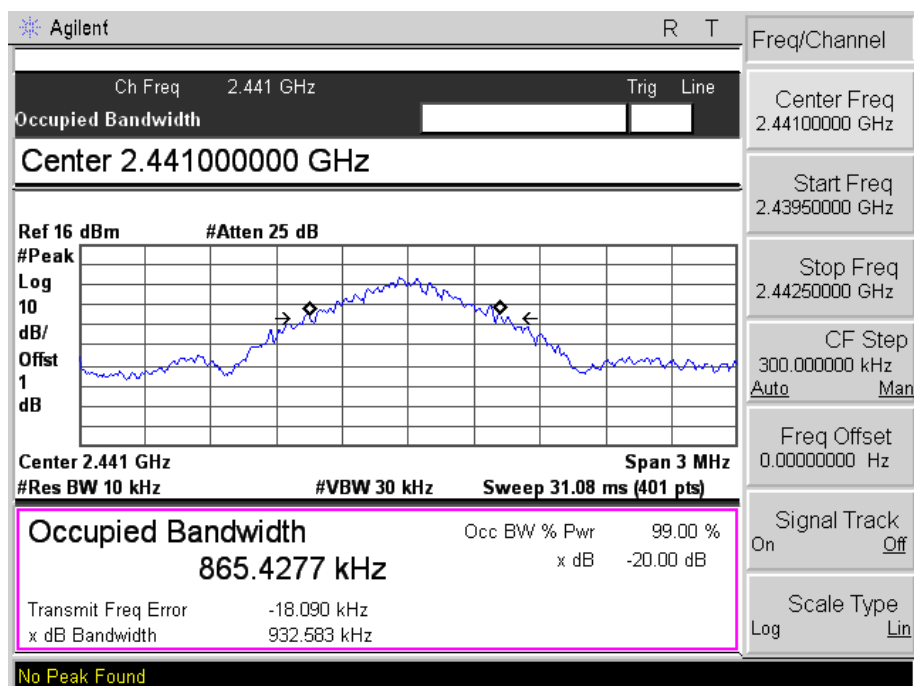 Agilent R T
Ch Freq 2.441 GHz Trig Line
Occupied Bandwidth
Center 2.441000000 GHz
Ref 16 dBm #Atten 25 dB
#Peak
Log
10
dB/
Offst
1
dB
Center 2.441 GHz Span 3 MHz
#Res BW 10 kHz #VBW 30 kHz Sweep 31.08 ms (401 pts)
Occupied Bandwidth
865.4277 kHz
Occ BW % Pwr 99.00 %
x dB -20.00 dB
Transmit Freq Error -18.090 kHz
x dB Bandwidth 932.583 kHz
No Peak Found
Freq/Channel
Center Freq
2.44100000 GHz
Start Freq
2.43950000 GHz
Stop Freq
2.44250000 GHz
CF Step
300.000000 kHz
Auto Man
Freq Offset
0.00000000 Hz
Signal Track
On Off
Scale Type
Log Lin